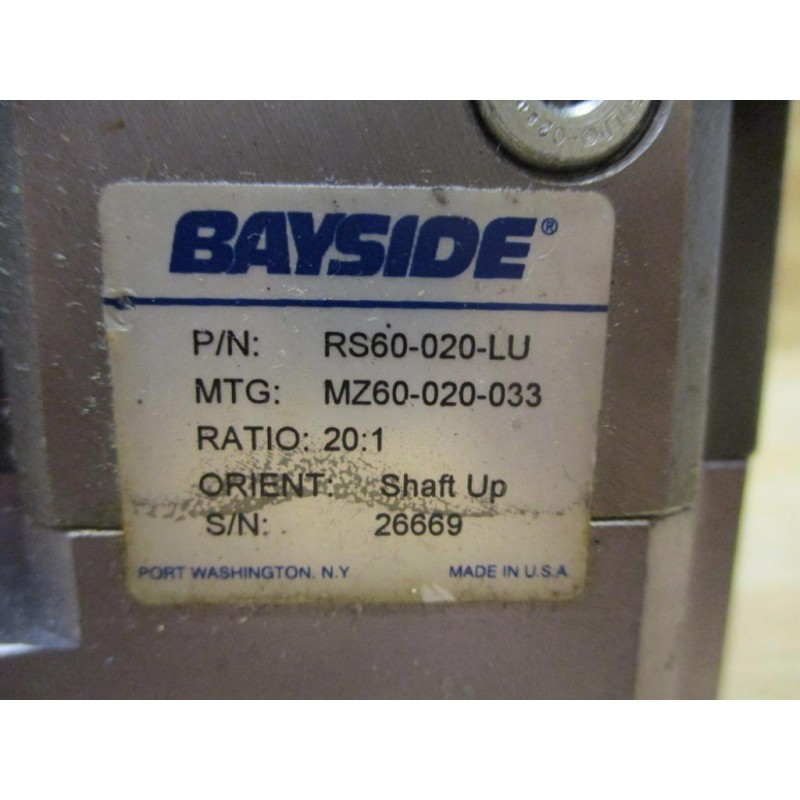 BAYSIDE®
P/N: RS60-020-LU
MTG: MZ60-020-033
RATIO: 20:1
ORIENT: Shaft Up
S/N: 26669
PORT WASHINGTON, N.Y MADE IN U.S.A